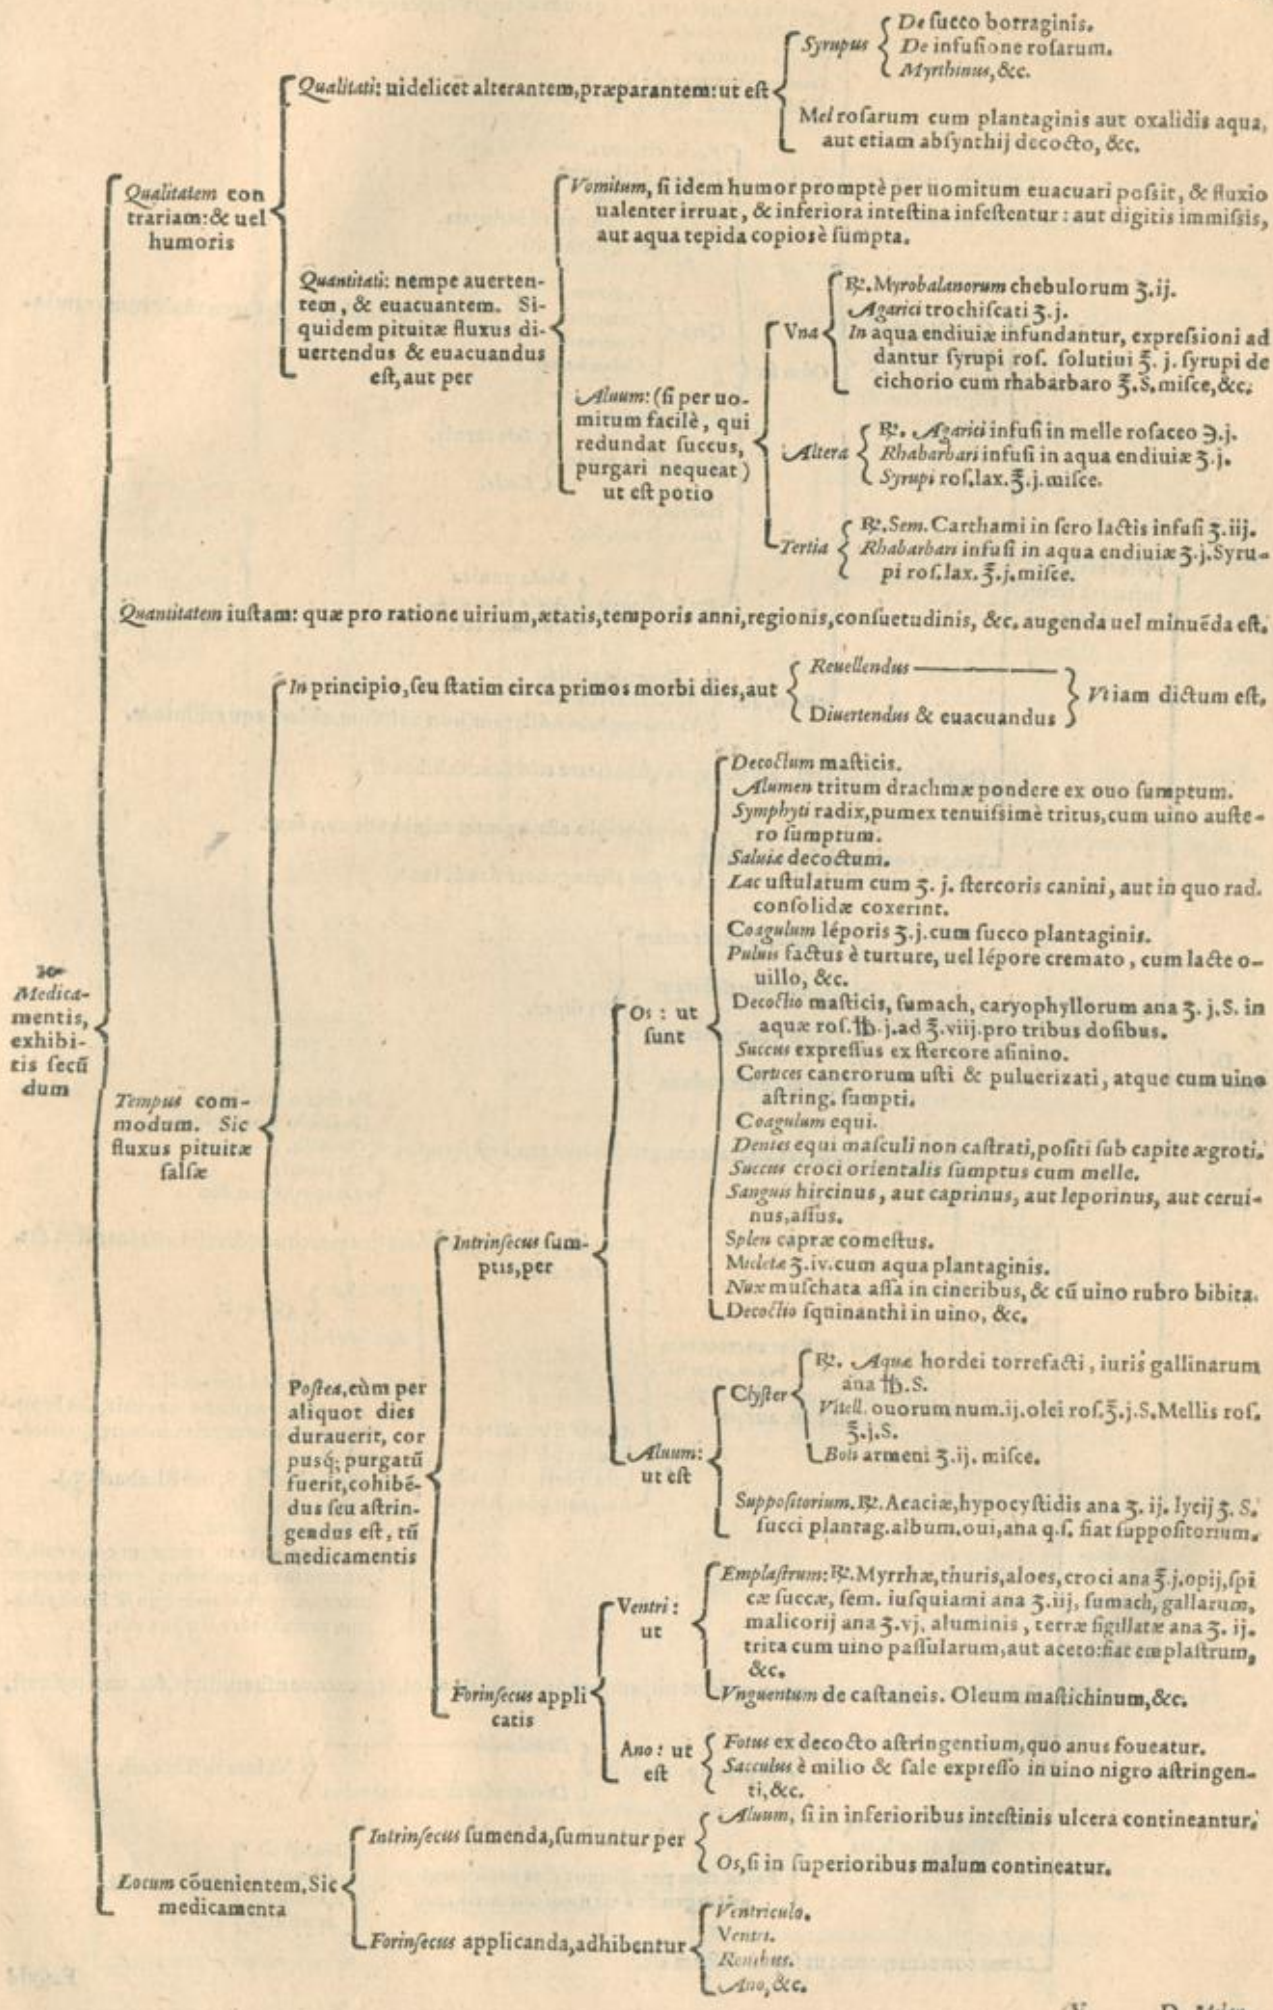 20-
Medica-
mentis,
exhibi-
tis secũ
dum
Qualitatem con
trariam: & uel
humoris
Qualitati: uidelicet alterantem, præparantem: ut est
Syrupus
De succo borraginis.
De infusione rosarum.
Myrthinus, &c.
Mel rosarum cum plantaginis aut oxalidis aqua,
aut etiam absynthij decocto, &c.
Quantitati: nempe auerten-
tem, & euacuantem. Si-
quidem pituitæ fluxus di-
uertendus & euacuandus
est, aut per
Vomitum, si idem humor promptè per uomitum euacuari possit, & fluxio
ualenter irruat, & inferiora intestina infestentur: aut digitis immissis,
aut aqua tepida copiosè sumpta.
Aluum: (si per uo-
mitum facilè, qui
redundat succus,
purgari nequeat)
ut est potio
Vna
℞. Myrobalanorum chebulorum ʒ.ij.
Agarici trochiscati ʒ.j.
In aqua endiuiæ infundantur, expressioni ad
dantur syrupi ros. solutiui ℥. j. syrupi de
cichorio cum rhabarbaro ℥.S. misce, &c.
Altera
℞. Agarici infusi in melle rosaceo ℈.j.
Rhabarbari infusi in aqua endiuiæ ʒ.j.
Syrupi ros. lax. ℥.j. misce.
Tertia
℞. Sem. Carthami in sero lactis infusi ʒ.iij.
Rhabarbari infusi in aqua endiuiæ ʒ.j. Syru-
pi ros. lax. ℥.j. misce.
Quantitatem iustam: quæ pro ratione uirium, ætatis, temporis anni, regionis, consuetudinis, &c. augenda uel minuẽda est.
Tempus com-
modum. Sic
fluxus pituitæ
salsæ
In principio, seu statim circa primos morbi dies, aut
Reuellendus
Diuertendus & euacuandus
Vt iam dictum est.
Postea, cùm per
aliquot dies
durauerit, cor
pusq́; purgatũ
fuerit, cohibẽ-
dus seu astrin-
gendus est, tũ
medicamentis
Intrinsecus sum-
ptis, per
Os: ut
sunt
Decoctum masticis.
Alumen tritum drachmæ pondere ex ouo sumptum.
Symphyti radix, pumex tenuissimè tritus, cum uino auste-
ro sumptum.
Saluiæ decoctum.
Lac ustulatum cum ʒ. j. stercoris canini, aut in quo rad.
consolidæ coxerint.
Coagulum léporis ʒ.j. cum succo plantaginis.
Puluis factus è turture, uel lépore cremato, cum lacte o-
uillo, &c.
Decoctio masticis, sumach, caryophyllorum ana ʒ. j.S. in
aquæ ros. ℔.j. ad ℥.viij. pro tribus dosibus.
Succus expressus ex stercore asinino.
Cortices cancrorum usti & puluerizati, atque cum uino
astring. sumpti.
Coagulum equi.
Dentes equi masculi non castrati, positi sub capite ægroti.
Succus croci orientalis sumptus cum melle.
Sanguis hircinus, aut caprinus, aut leporinus, aut cerui-
nus, assus.
Splen capræ comestus.
Micletæ ʒ.iv. cum aqua plantaginis.
Nux muschata assa in cineribus, & cũ uino rubro bibita.
Decoctio squinanthi in uino, &c.
Aluum:
ut est
Clyster
℞. Aquæ hordei torrefacti, iuris gallinarum
ana ℔.S.
Vitell. ouorum num. ij. olei ros. ℥.j.S. Mellis ros.
℥.j.S.
Boli armeni ʒ.ij. misce.
Suppositorium. ℞. Acaciæ, hypocystidis ana ʒ. ij. lycij ʒ. S.
succi plantag. album. oui, ana q.s. fiat suppositorium.
Forinsecus appli
catis
Ventri:
ut
Emplastrum: ℞. Myrrhæ, thuris, aloes, croci ana ℥.j. opij, spi
cæ succæ, sem. iusquiami ana ʒ.iij, sumach, gallarum,
malicorij ana ʒ.vj, aluminis, terræ sigillatæ ana ʒ. ij.
trita cum uino passularum, aut aceto: fiat emplastrum,
&c.
Vnguentum de castaneis. Oleum mastichinum, &c.
Ano: ut
est
Fotus ex decocto astringentium, quo anus foueatur.
Sacculus è milio & sale expresso in uino nigro astringen-
ti, &c.
Locum cõuenientem. Sic
medicamenta
Intrinsecus sumenda, sumuntur per
Aluum, si in inferioribus intestinis ulcera contineantur.
Os, si in superioribus malum contineatur.
Forinsecus applicanda, adhibentur
Ventriculo.
Ventri.
Renibus.
Ano, &c.